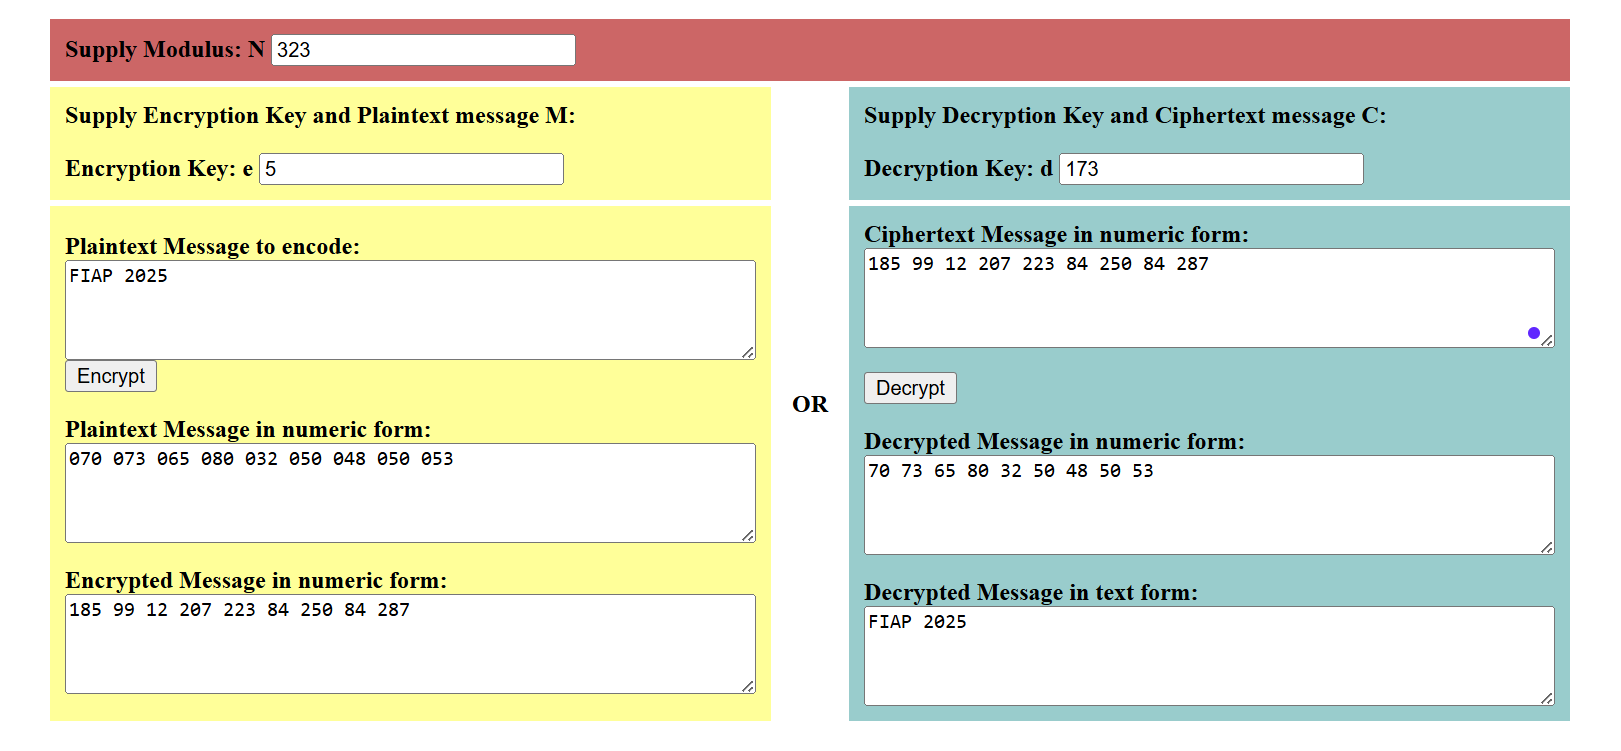 Supply Modulus: N 323
Supply Encryption Key and Plaintext message M:
Encryption Key: e 5
Plaintext Message to encode:
FIAP 2025
Encrypt
Plaintext Message in numeric form:
070 073 065 080 032 050 048 050 053
Encrypted Message in numeric form:
185 99 12 207 223 84 250 84 287
OR
Supply Decryption Key and Ciphertext message C:
Decryption Key: d 173
Ciphertext Message in numeric form:
185 99 12 207 223 84 250 84 287
Decrypt
Decrypted Message in numeric form:
70 73 65 80 32 50 48 50 53
Decrypted Message in text form:
FIAP 2025